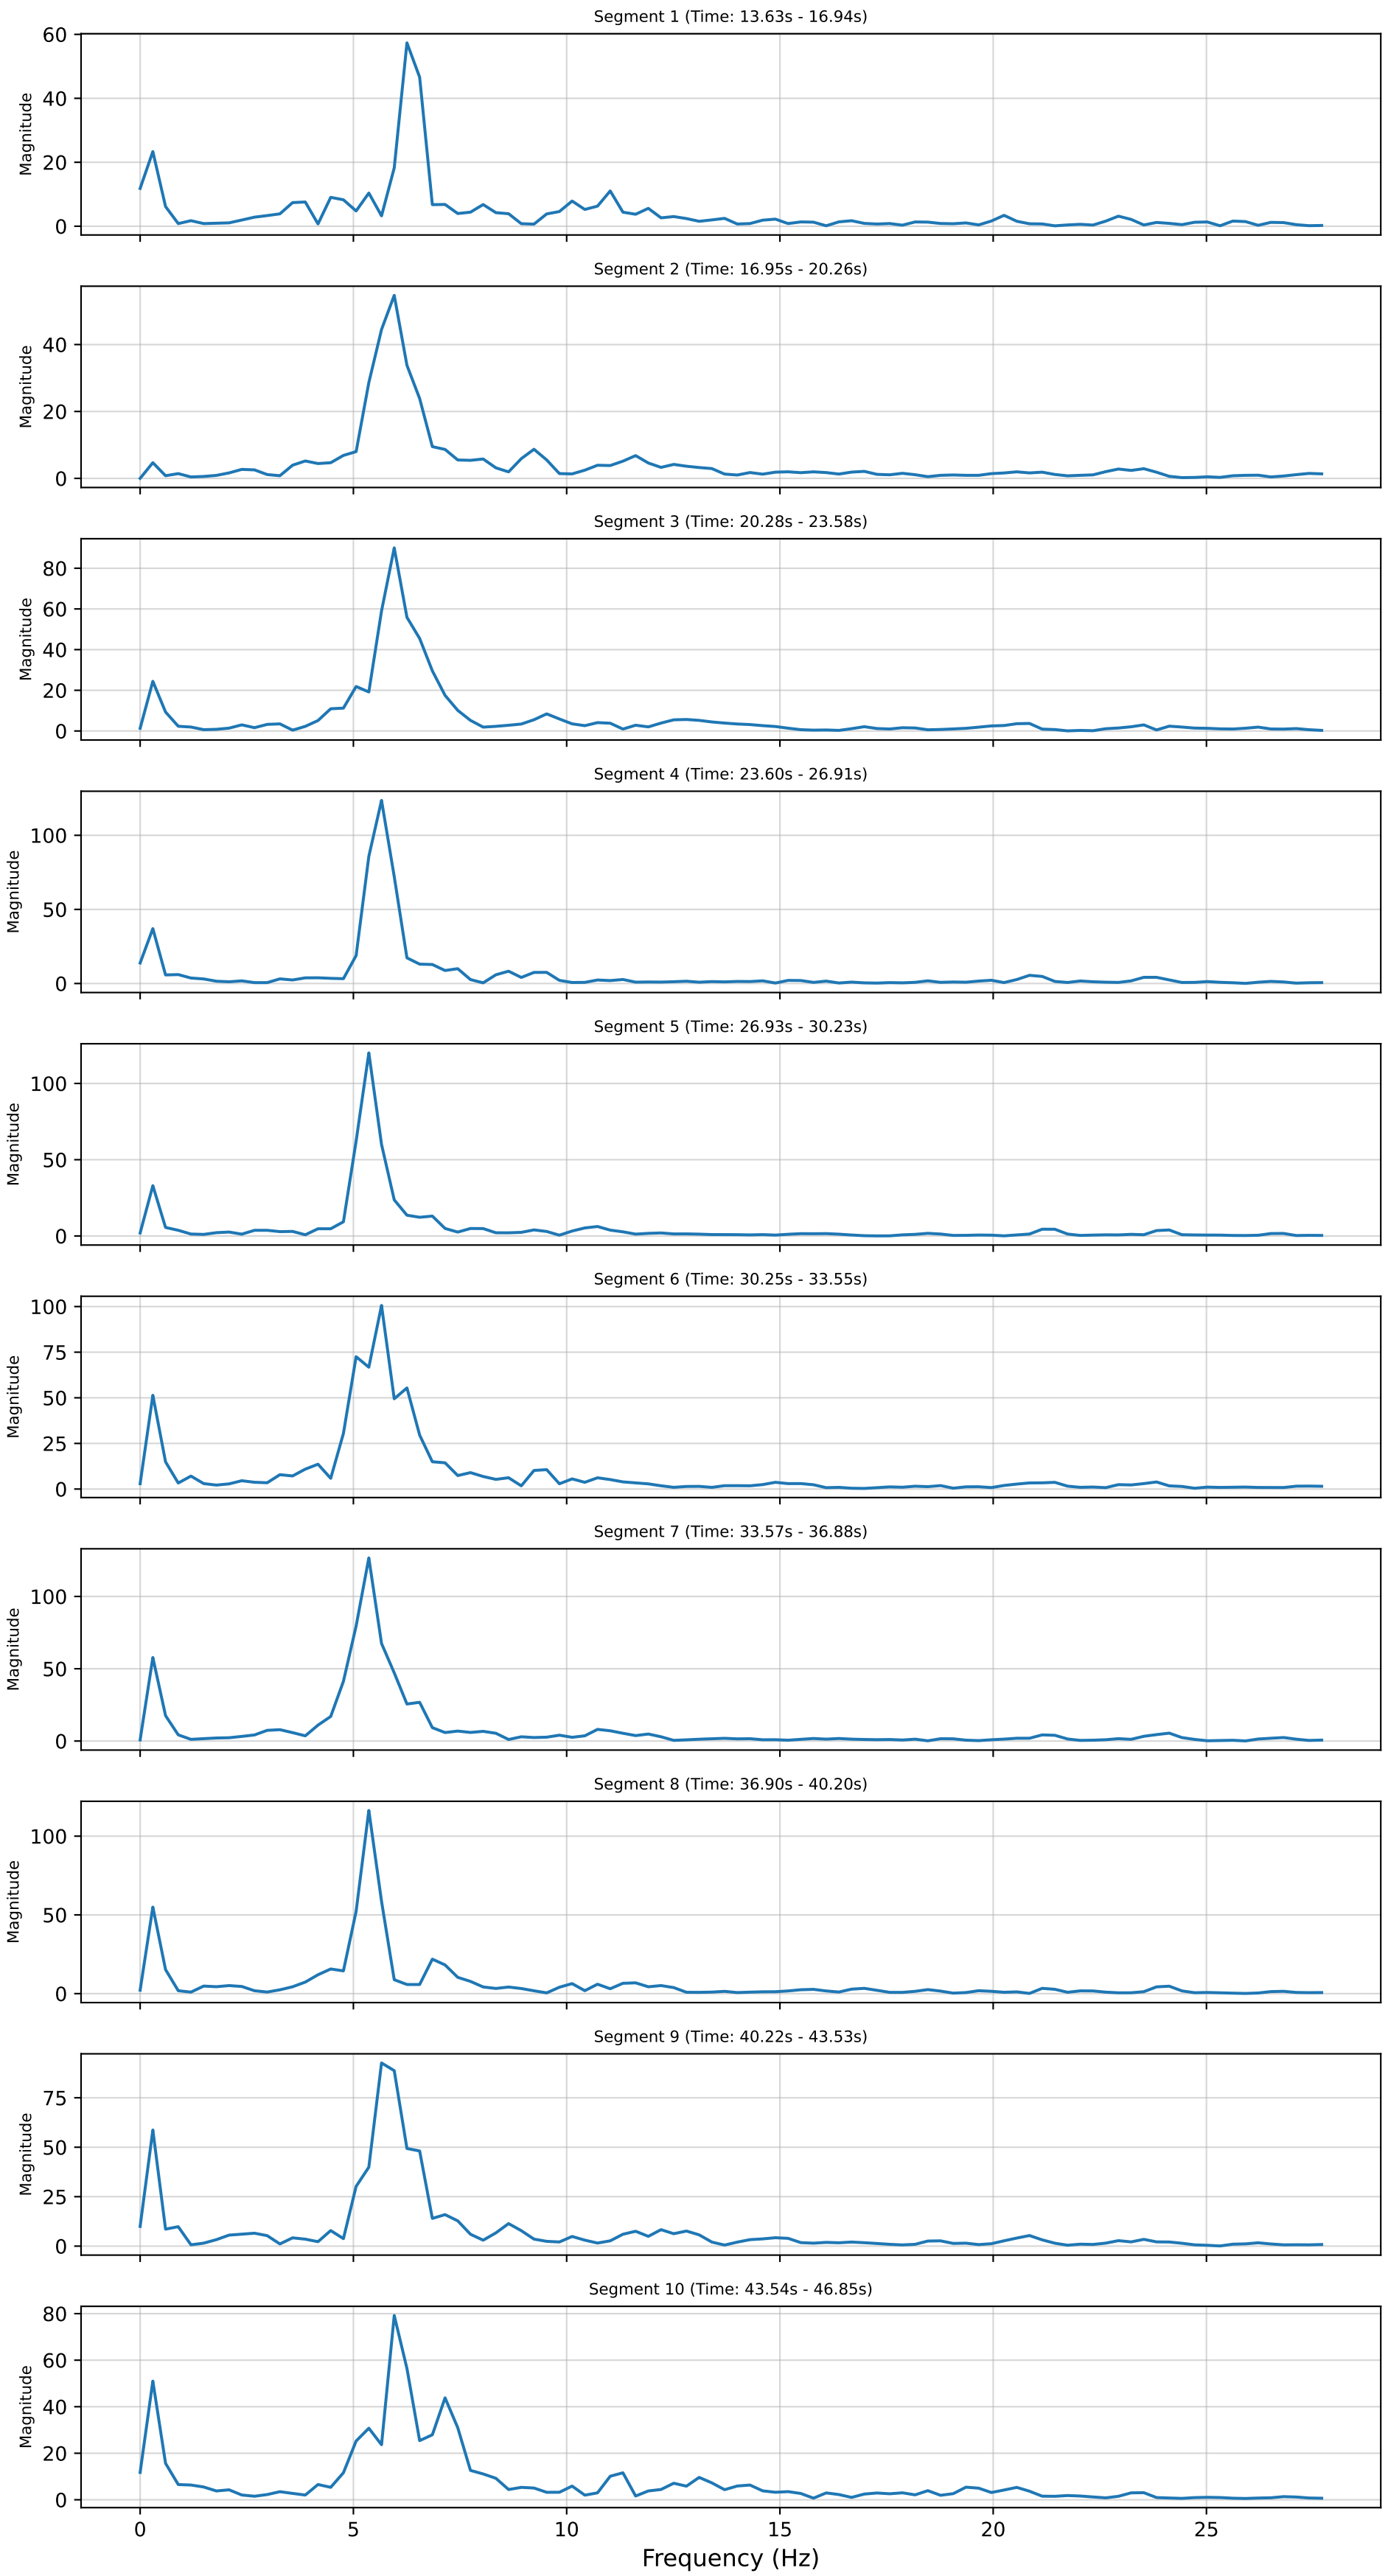 Segment 1 (Time: 13.63s - 16.94s)
60
40
20
0
Magnitude
Segment 2 (Time: 16.95s - 20.26s)
40
20
0
Magnitude
Segment 3 (Time: 20.28s - 23.58s)
80
60
40
20
0
Magnitude
Segment 4 (Time: 23.60s - 26.91s)
100
50
0
Magnitude
Segment 5 (Time: 26.93s - 30.23s)
100
50
0
Magnitude
Segment 6 (Time: 30.25s - 33.55s)
100
75
50
25
0
Magnitude
Segment 7 (Time: 33.57s - 36.88s)
100
50
0
Magnitude
Segment 8 (Time: 36.90s - 40.20s)
100
50
0
Magnitude
Segment 9 (Time: 40.22s - 43.53s)
75
50
25
0
Magnitude
Segment 10 (Time: 43.54s - 46.85s)
80
60
40
20
0
Magnitude
0 5 10 15 20 25
Frequency (Hz)